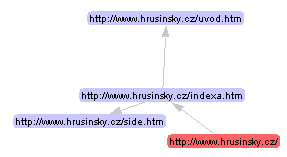 http://www.hrusinsky.cz/uvod.htm
http://www.hrusinsky.cz/indexa.htm
http://www.hrusinsky.cz/side.htm
http://www.hrusinsky.cz/